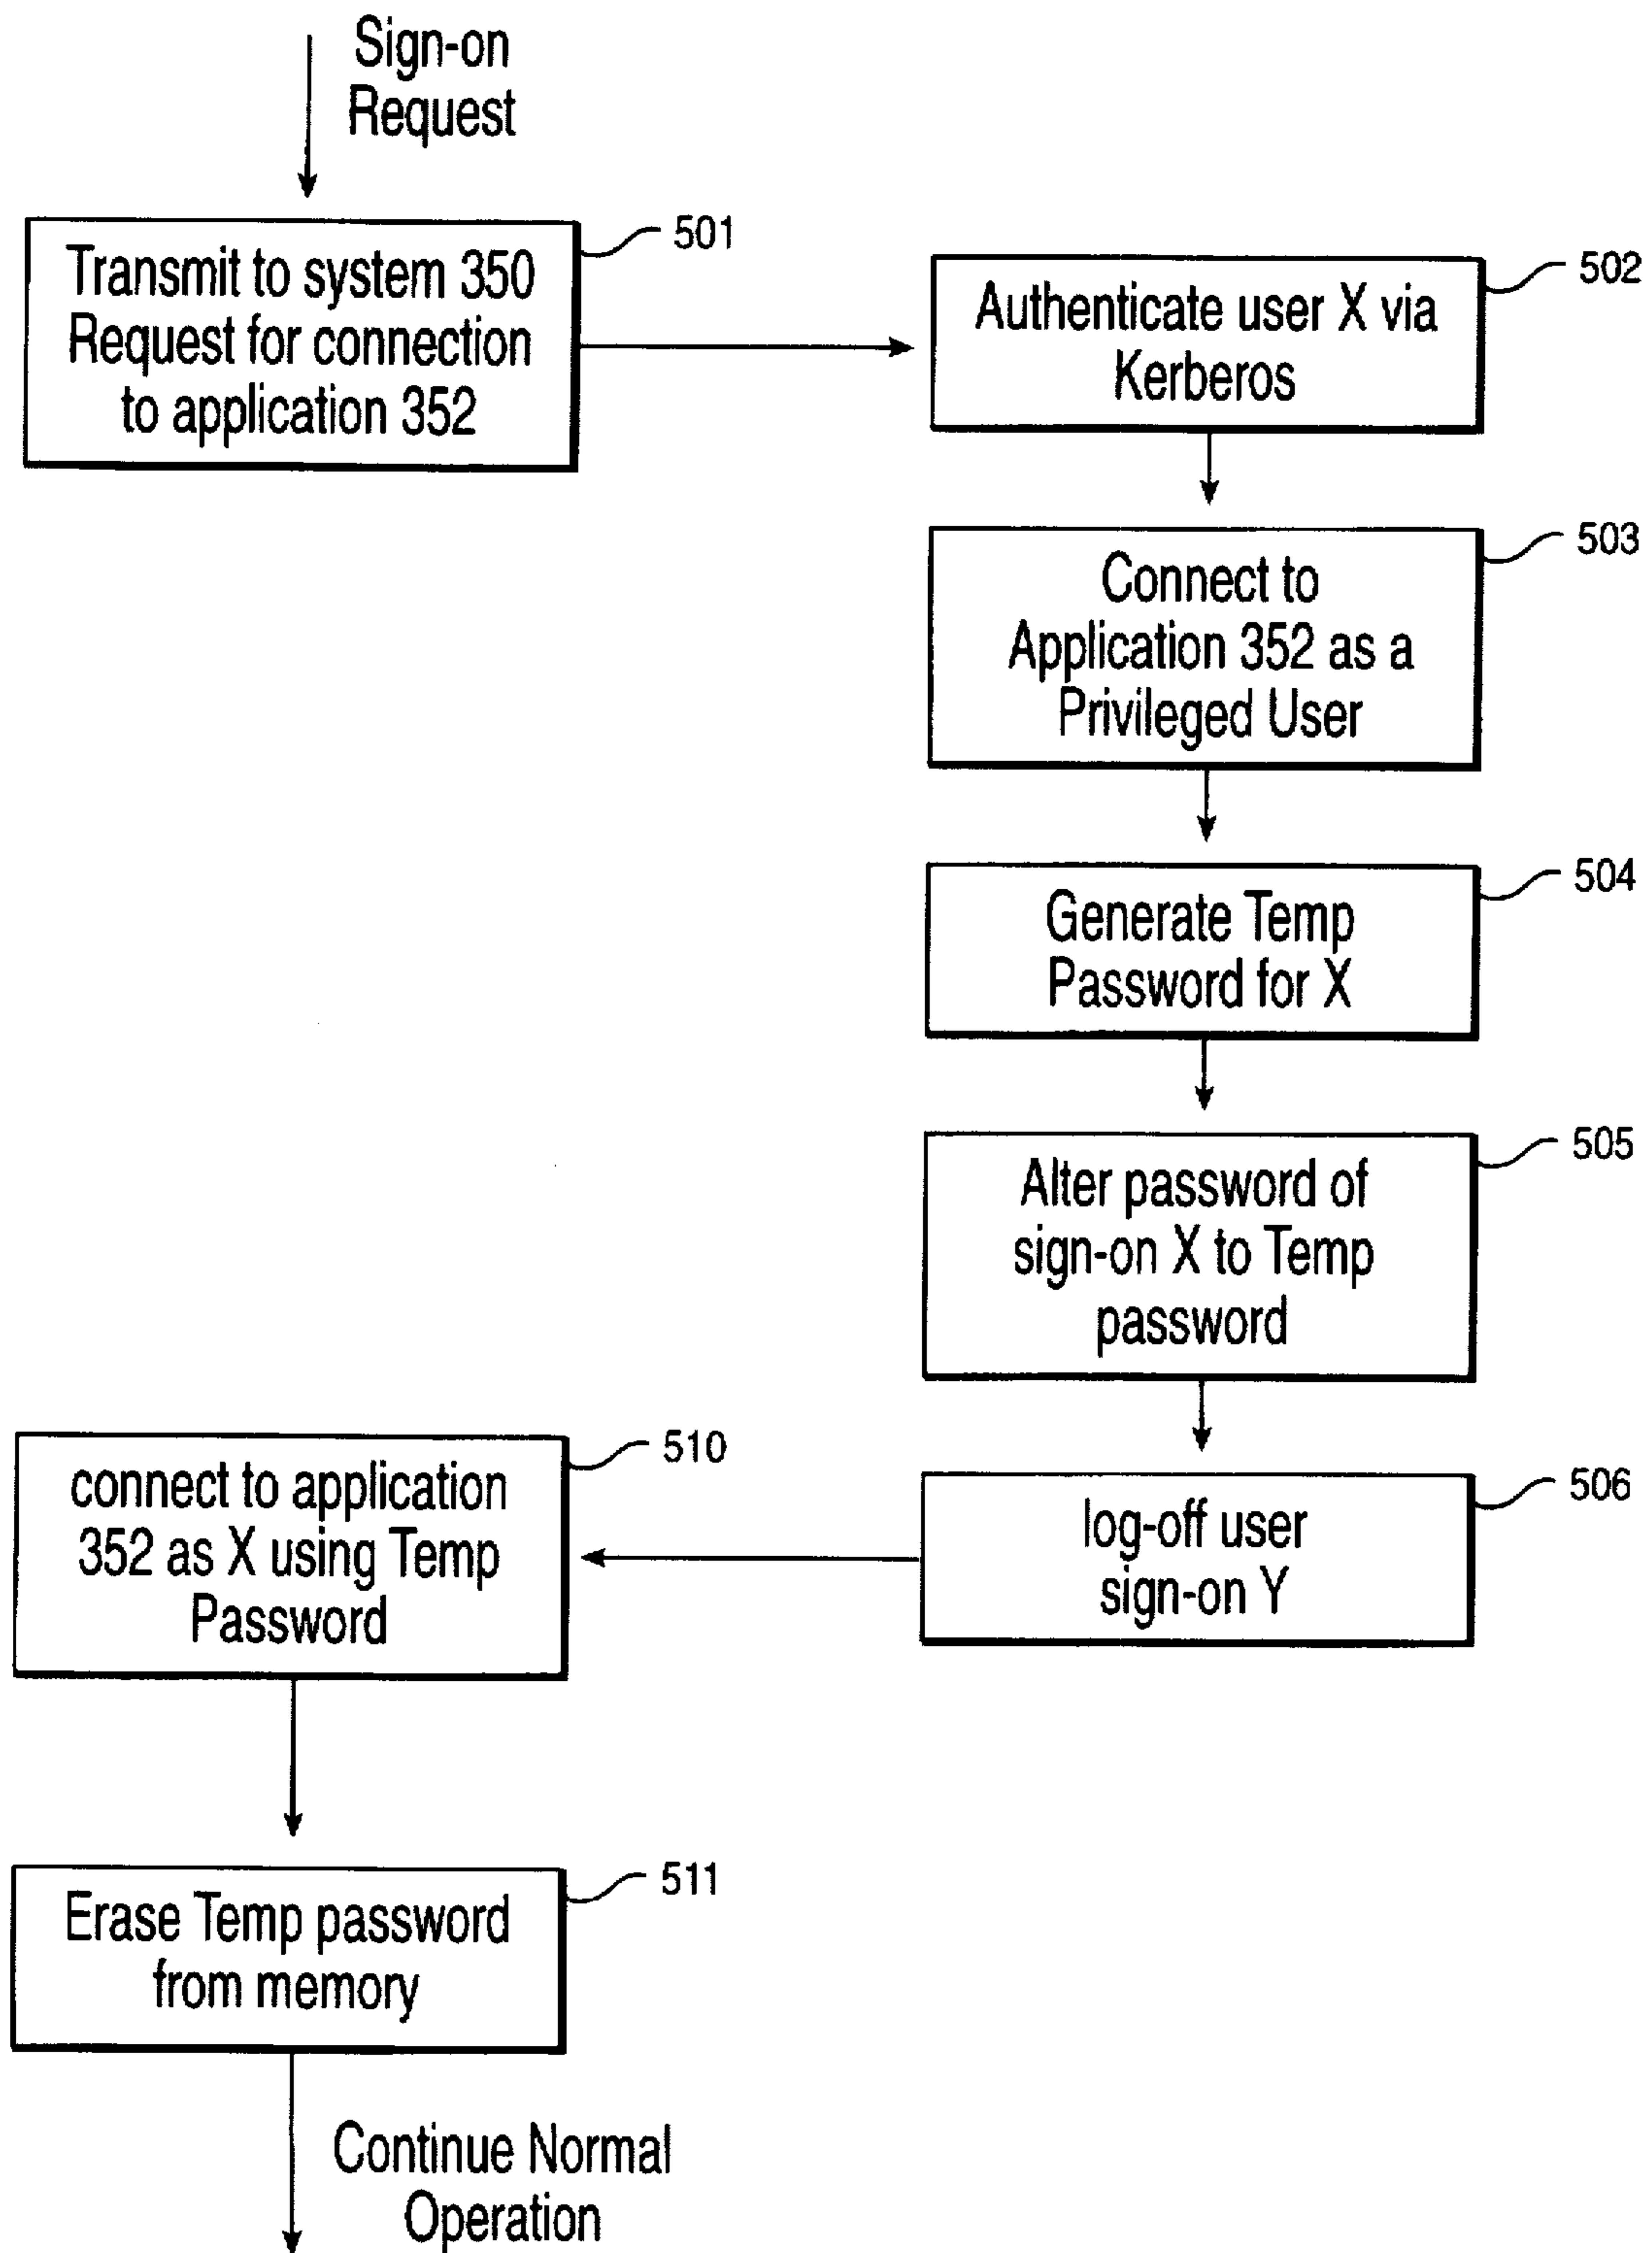 Sign-on
Request
501
Transmit to system 350
Request for connection
to application 352
502
Authenticate user X via
Kerberos
503
Connect to
Application 352 as a
Privileged User
504
Generate Temp
Password for X
505
Alter password of
sign-on X to Temp
password
506
log-off user
sign-on Y
510
connect to application
352 as X using Temp
Password
511
Erase Temp password
from memory
Continue Normal
Operation